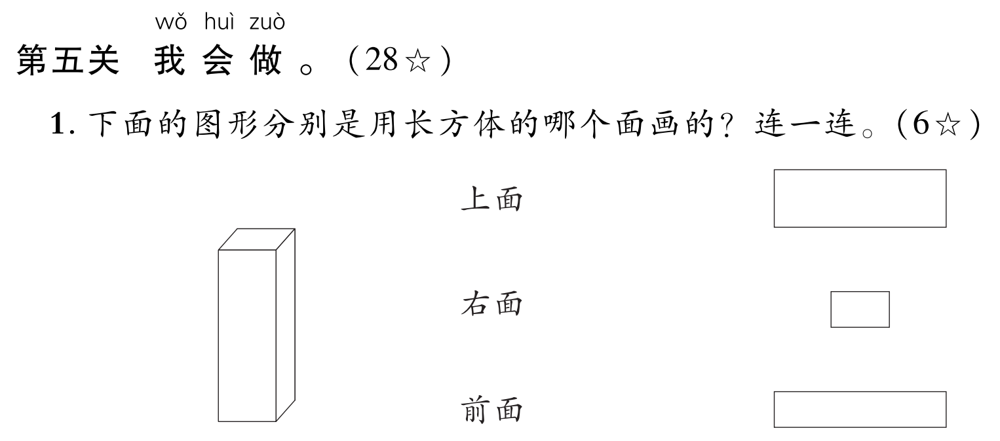 wǒ huì zuò
第五关 我会做。(28☆)
1. 下面的图形分别是用长方体的哪个面画的? 连一连。(6☆)
上面
右面
前面